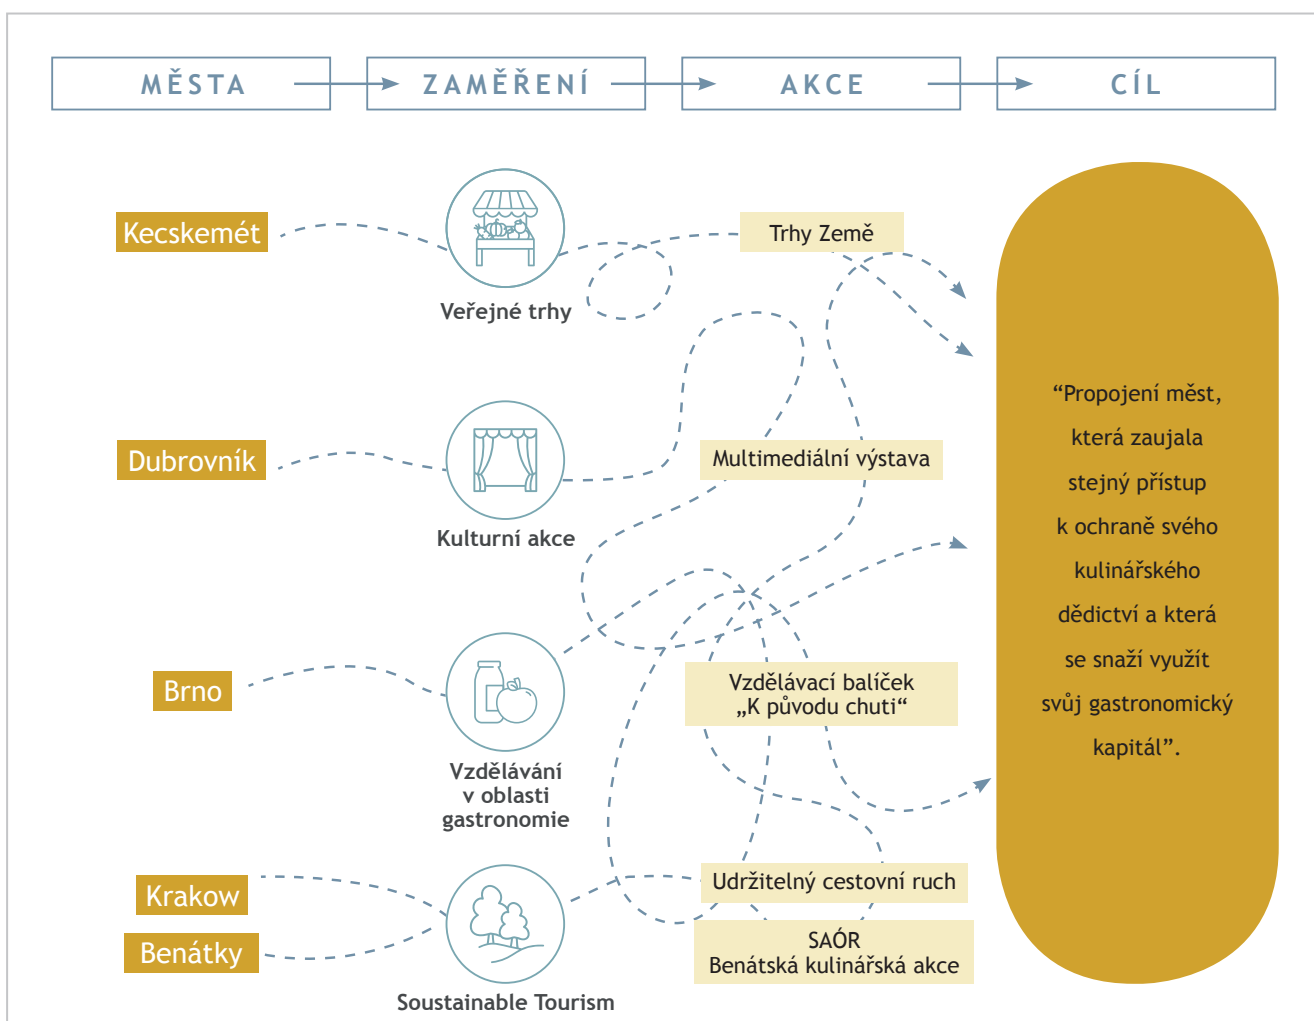 MĚSTA
ZAMĚŘENÍ
AKCE
CÍL
Kecskemét
Veřejné trhy
Trhy Země
Dubrovník
Kulturní akce
Multimediální výstava
Brno
Vzdělávání
v oblasti
gastronomie
Vzdělávací balíček
„K původu chuti“
Krakow
Benátky
Soustainable Tourism
Udržitelný cestovní ruch
SAÓR
Benátská kulinářská akce
“Propojení měst,
která zaujala
stejný přístup
k ochraně svého
kulinářského
dědictví a která
se snaží využít
svůj gastronomický
kapitál”.